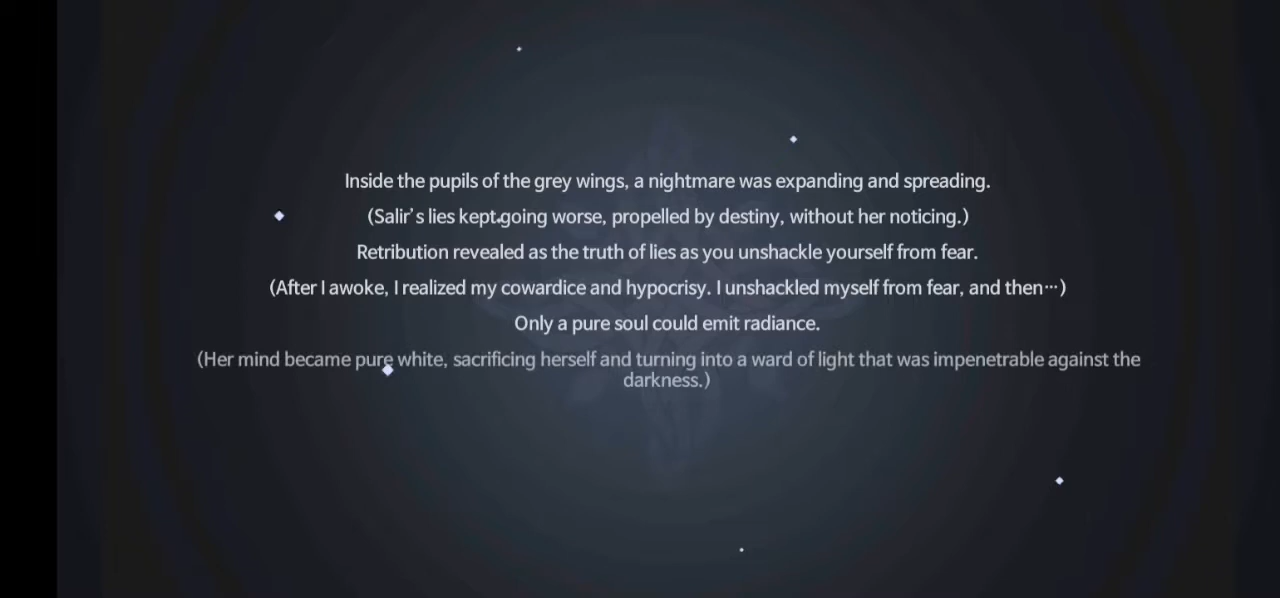 Inside the pupils of the grey wings, a nightmare was expanding and spreading.
(Salir's lies kept going worse, propelled by destiny, without her noticing.)
Retribution revealed as the truth of lies as you unshackle yourself from fear.
(After I awoke, I realized my cowardice and hypocrisy. I unshackled myself from fear, and then…)
Only a pure soul could emit radiance.
(Her mind became pure white, sacrificing herself and turning into a ward of light that was impenetrable against the
darkness.)